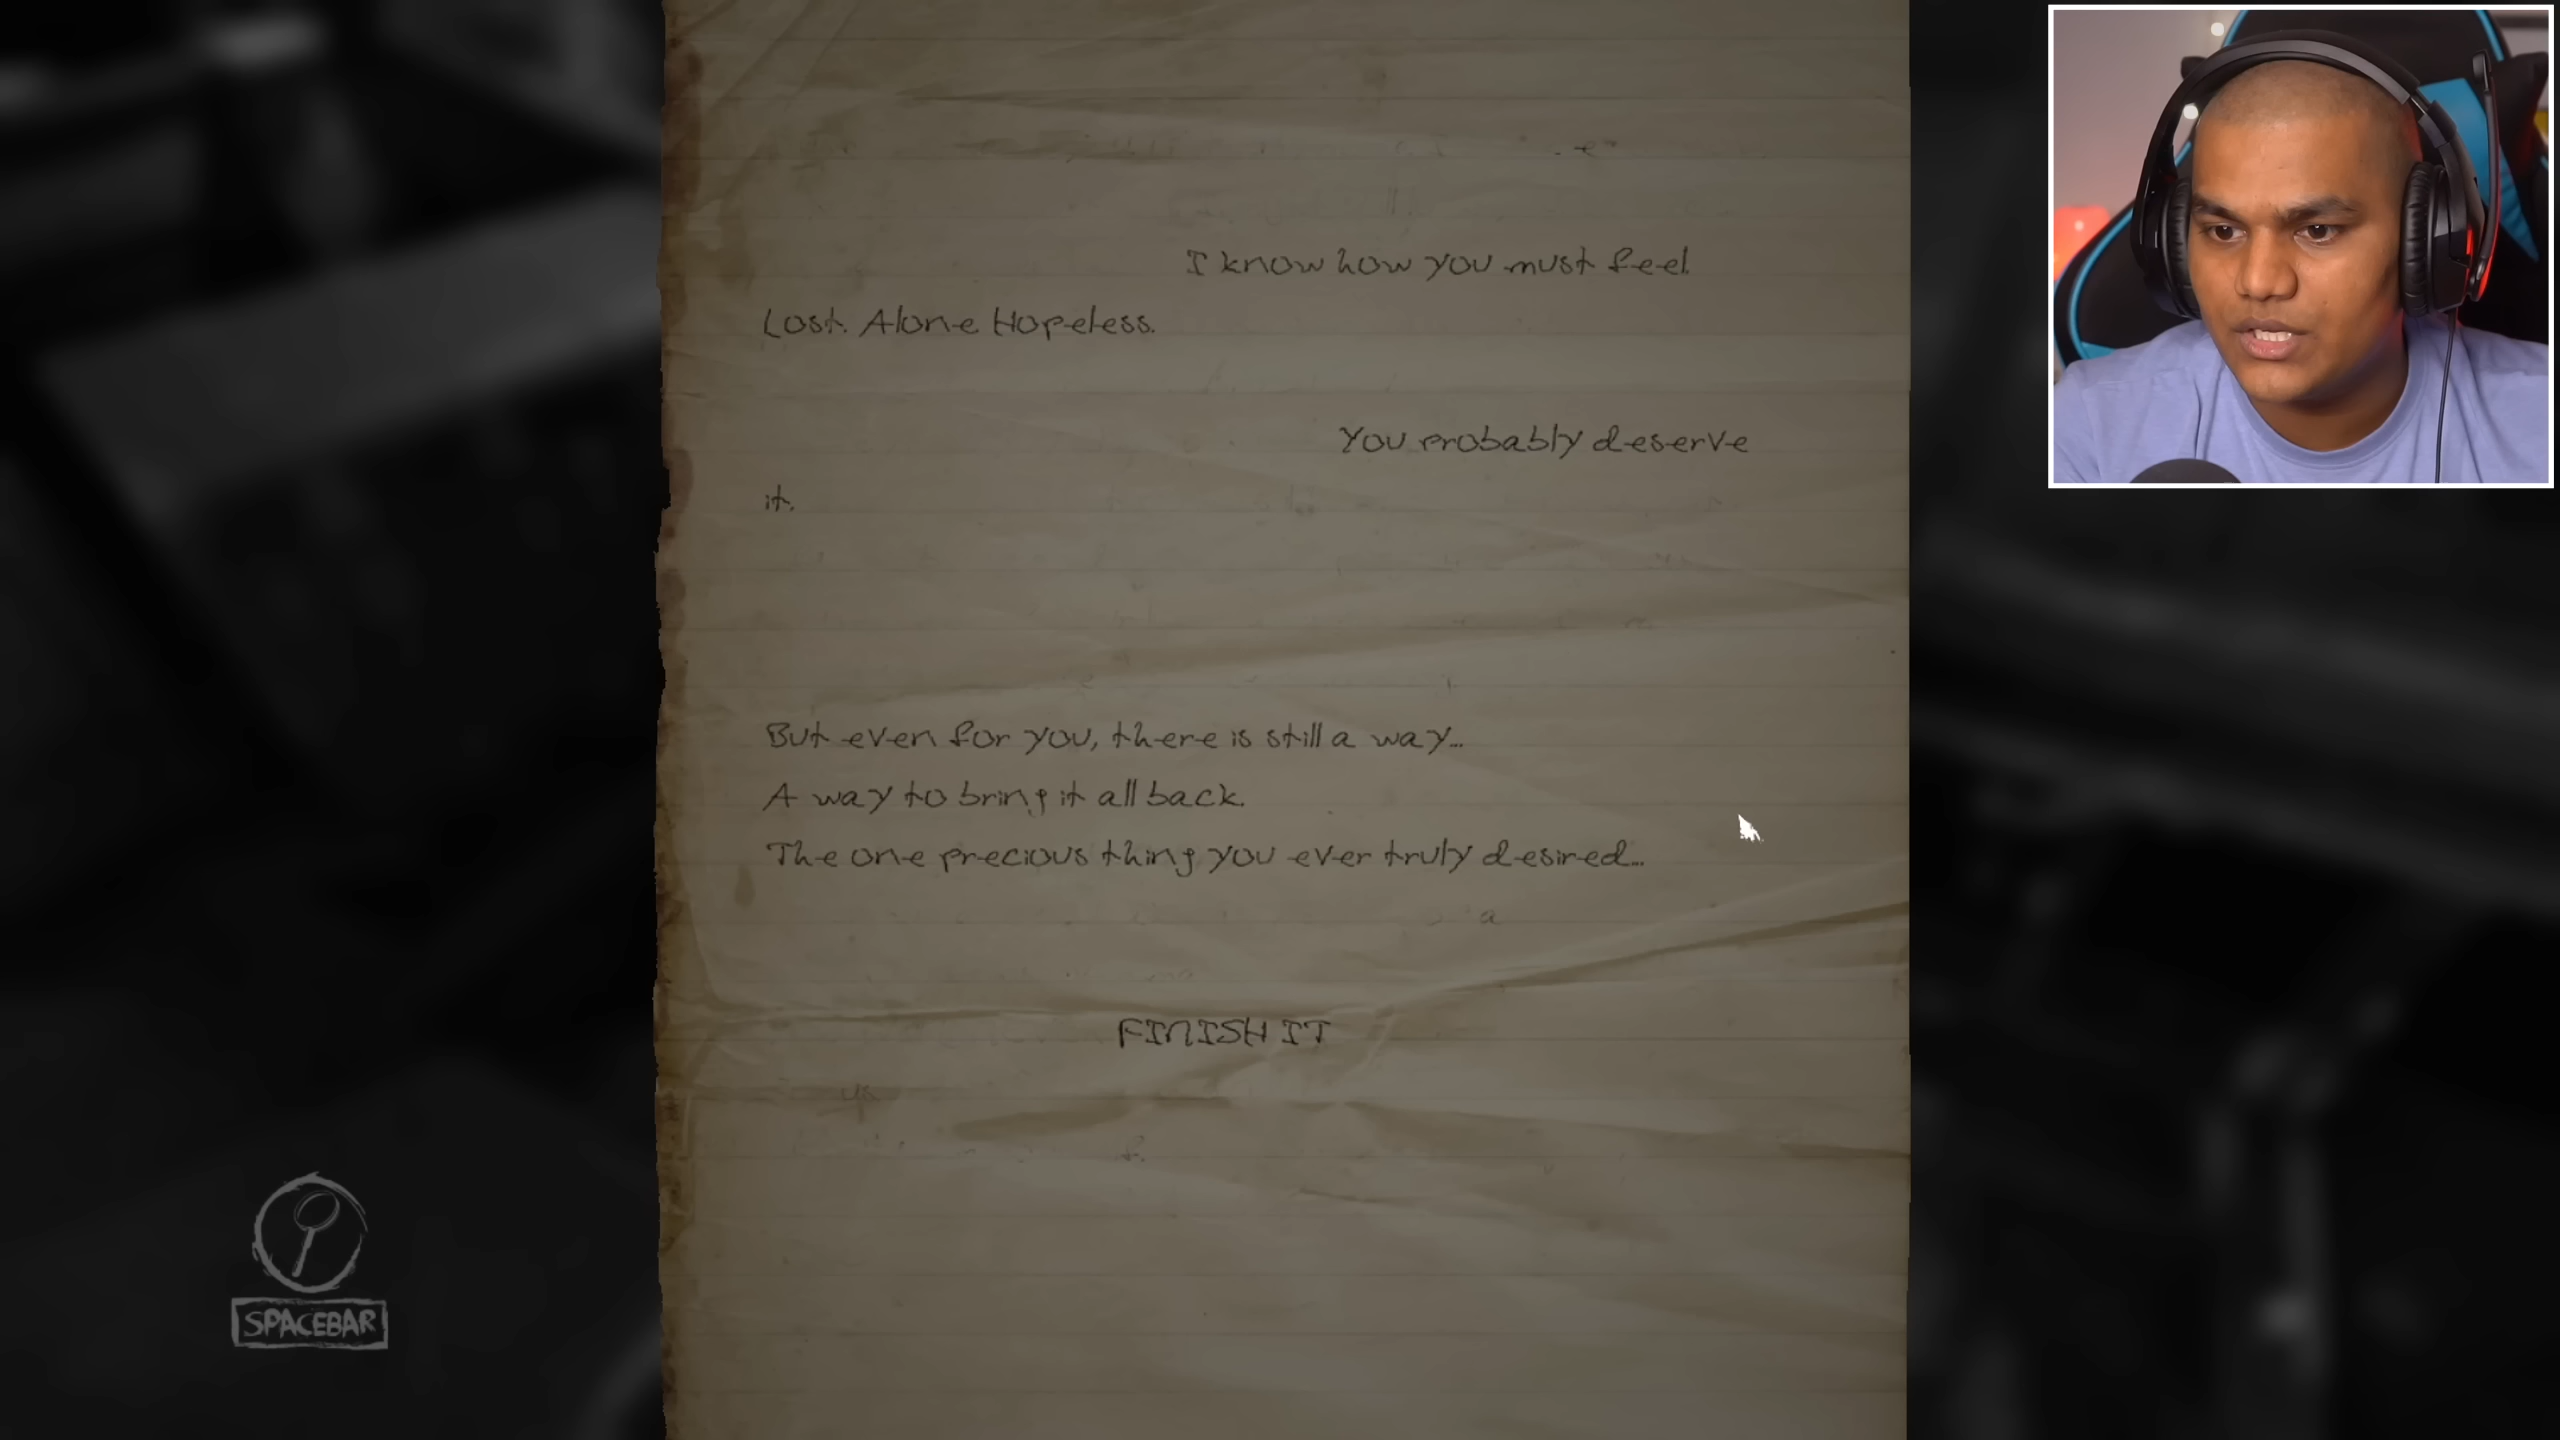 I know how you must feel.
Lost. Alone. Hopeless.
You probably deserve
it.
But even for you, there is still a way...
A way to bring it all back.
The one precious thing you ever truly desired...
FINISH IT
SPACEBAR